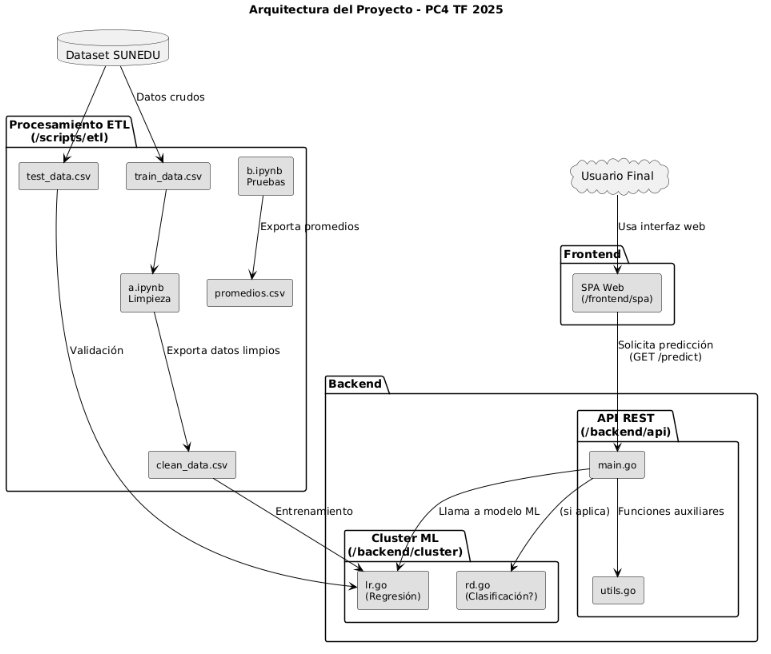 Arquitectura del Proyecto - PC4 TF 2025
Dataset SUNEDU
Datos crudos
Procesamiento ETL
(/scripts/etl)
test_data.csv
train_data.csv
b.ipynb
Pruebas
Exporta promedios
a.ipynb
Limpieza
promedios.csv
Validación
Exporta datos limpios
clean_data.csv
Entrenamiento
Usuario Final
Usa interfaz web
Frontend
SPA Web
(/frontend/spa)
Solicita predicción
(GET /predict)
Backend
API REST
(/backend/api)
main.go
Llama a modelo ML
(si aplica)
Funciones auxiliares
Cluster ML
(/backend/cluster)
lr.go
(Regresión)
rd.go
(Clasificación?)
utils.go